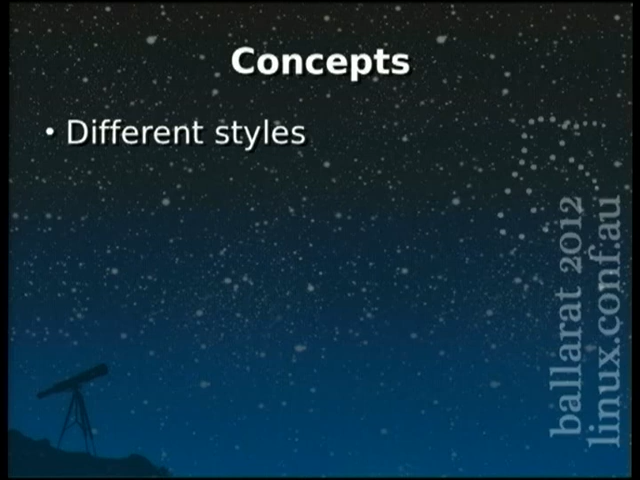 Concepts
• Different styles
ballarat 2012
linux.conf.au